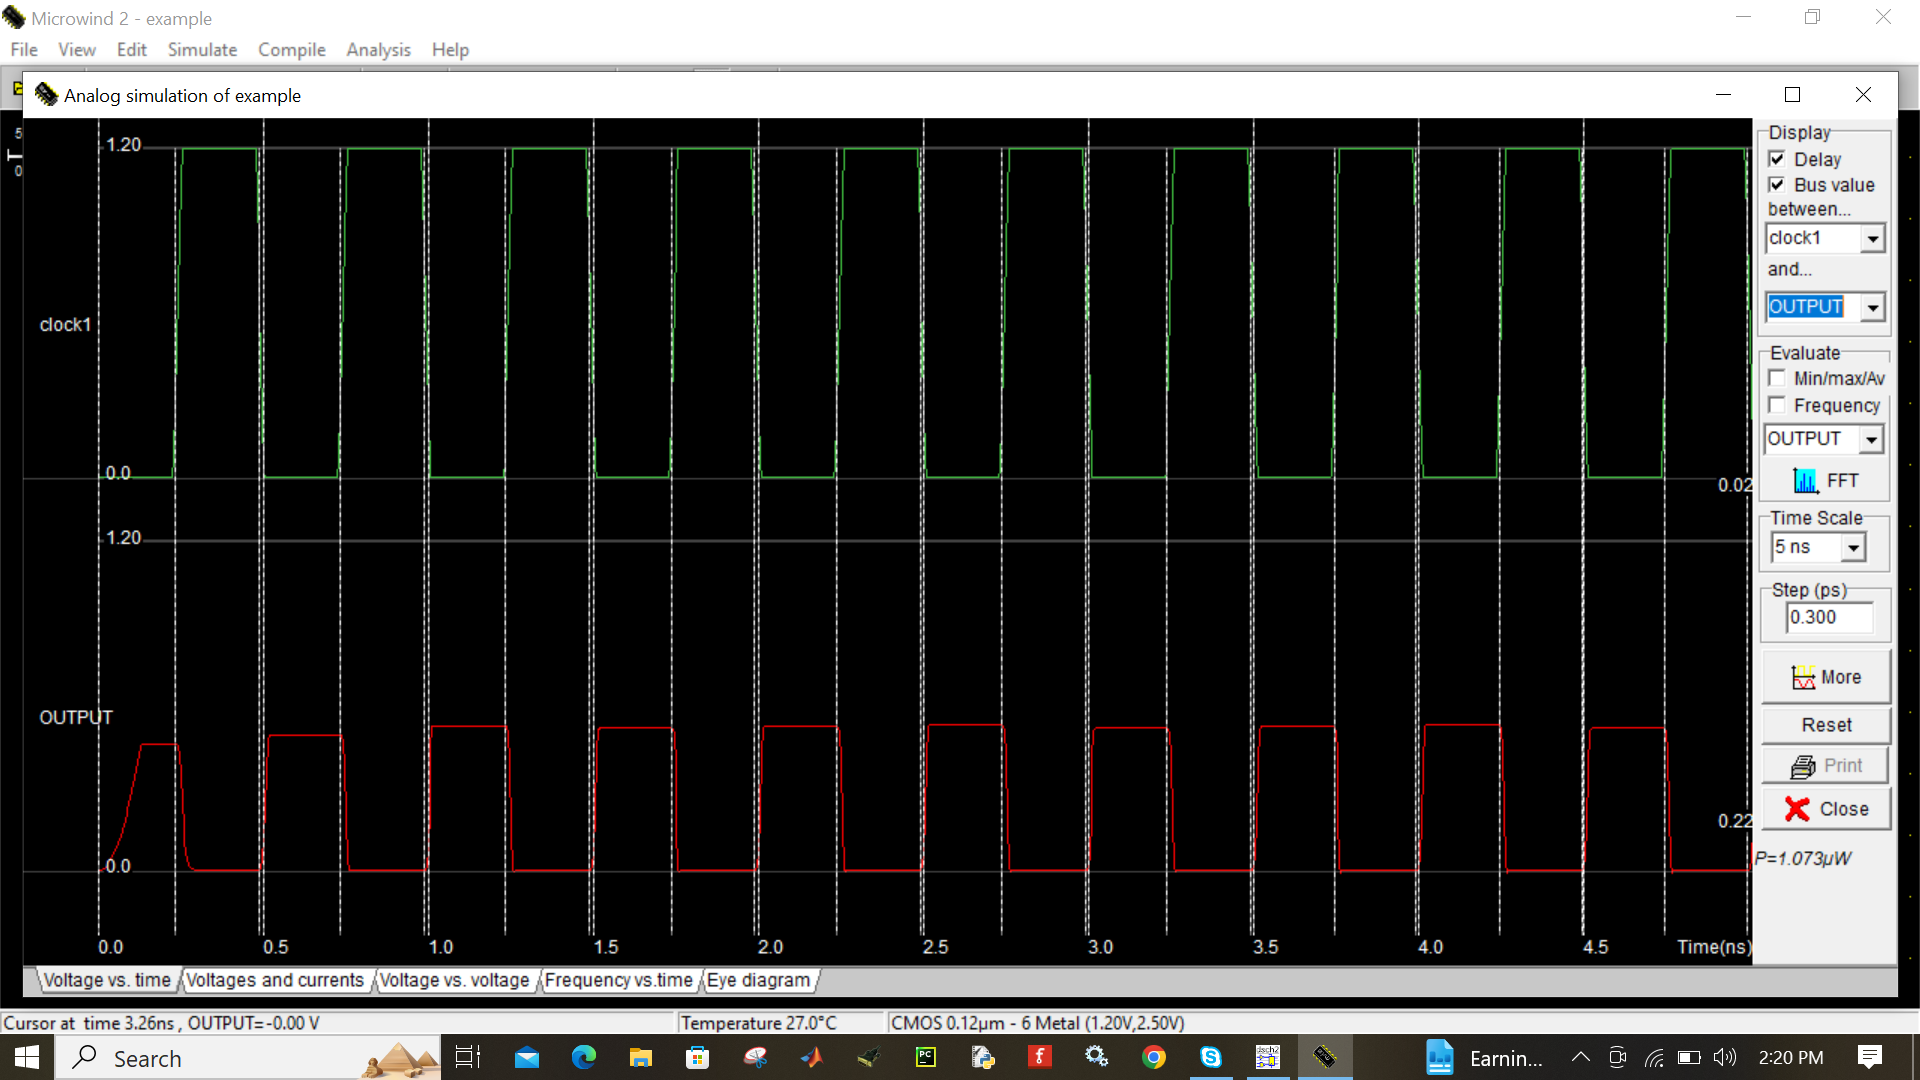 Microwind 2 - example
File View Edit Simulate Compile Analysis Help
Analog simulation of example
5
0
1.20
clock1
0.0
0.02
1.20
OUTPUT
0.22
0.0
0.0 0.5 1.0 1.5 2.0 2.5 3.0 3.5 4.0 4.5 Time(ns)
Display
Delay
Bus value
between...
clock1
and...
OUTPUT
Evaluate
Min/max/Av
Frequency
OUTPUT
FFT
Time Scale
5 ns
Step (ps)
0.300
More
Reset
Print
Close
P=1.073µW
Voltage vs. time Voltages and currents Voltage vs. voltage Frequency vs.time Eye diagram
Cursor at time 3.26ns , OUTPUT=-0.00 V Temperature 27.0°C CMOS 0.12µm - 6 Metal (1.20V,2.50V)
Search
PC
dsch2
Earnin... 2:20 PM